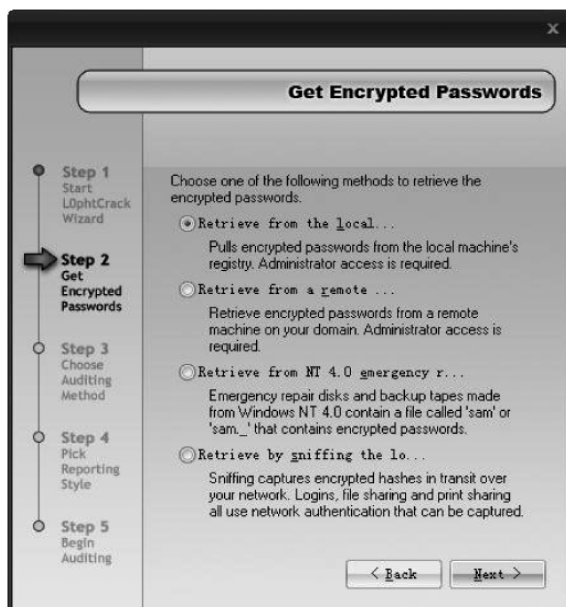 x
Get Encrypted Passwords
Step 1
Start
L0phtCrack
Wizard
Step 2
Get
Encrypted
Passwords
Step 3
Choose
Auditing
Method
Step 4
Pick
Reporting
Style
Step 5
Begin
Auditing
Choose one of the following methods to retrieve the
encrypted passwords.
Retrieve from the local...
Pulls encrypted passwords from the local machine's
registry. Administrator access is required.
Retrieve from a remote ...
Retrieve encrypted passwords from a remote
machine on your domain. Administrator access is
required.
Retrieve from NT 4.0 emergency r...
Emergency repair disks and backup tapes made
from Windows NT 4.0 contain a file called 'sam' or
'sam._' that contains encrypted passwords.
Retrieve by sniffing the lo...
Sniffing captures encrypted hashes in transit over
your network. Logins, file sharing and print sharing
all use network authentication that can be captured.
< Back
Next >